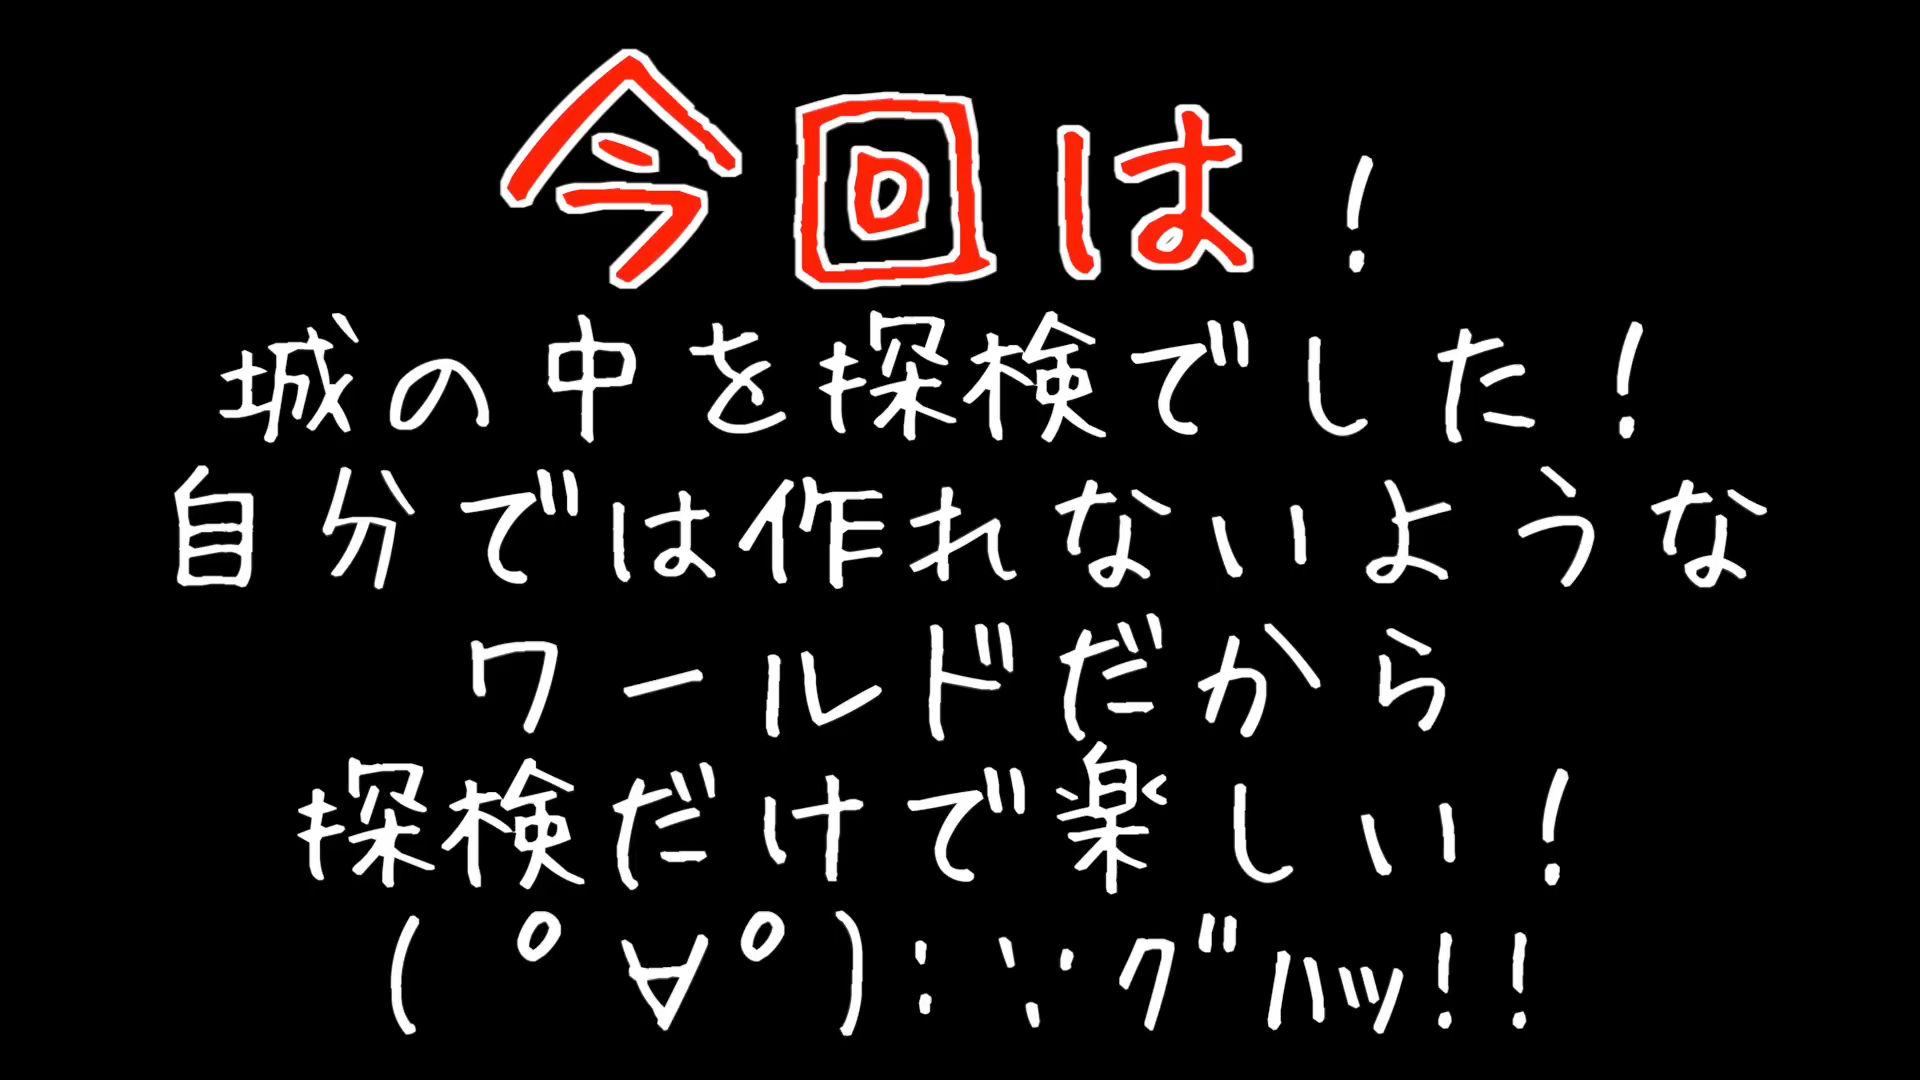 今回は！
城の中を探検でした！
自分では作れないような
ワールドだから
探検だけで楽しい！
(ﾟ∀ﾟ):∵ｸﾞﾊｯ!!